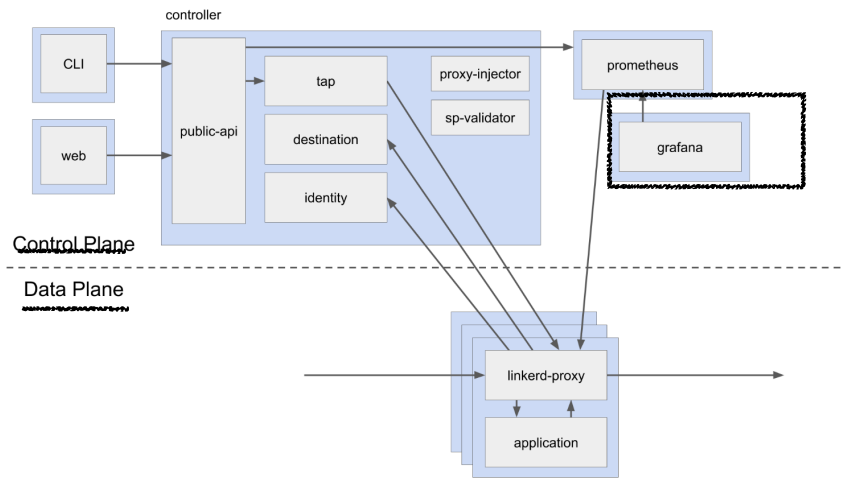 controller
CLI
web
public-api
tap
destination
identity
proxy-injector
sp-validator
prometheus
grafana
Control Plane
Data Plane
linkerd-proxy
application